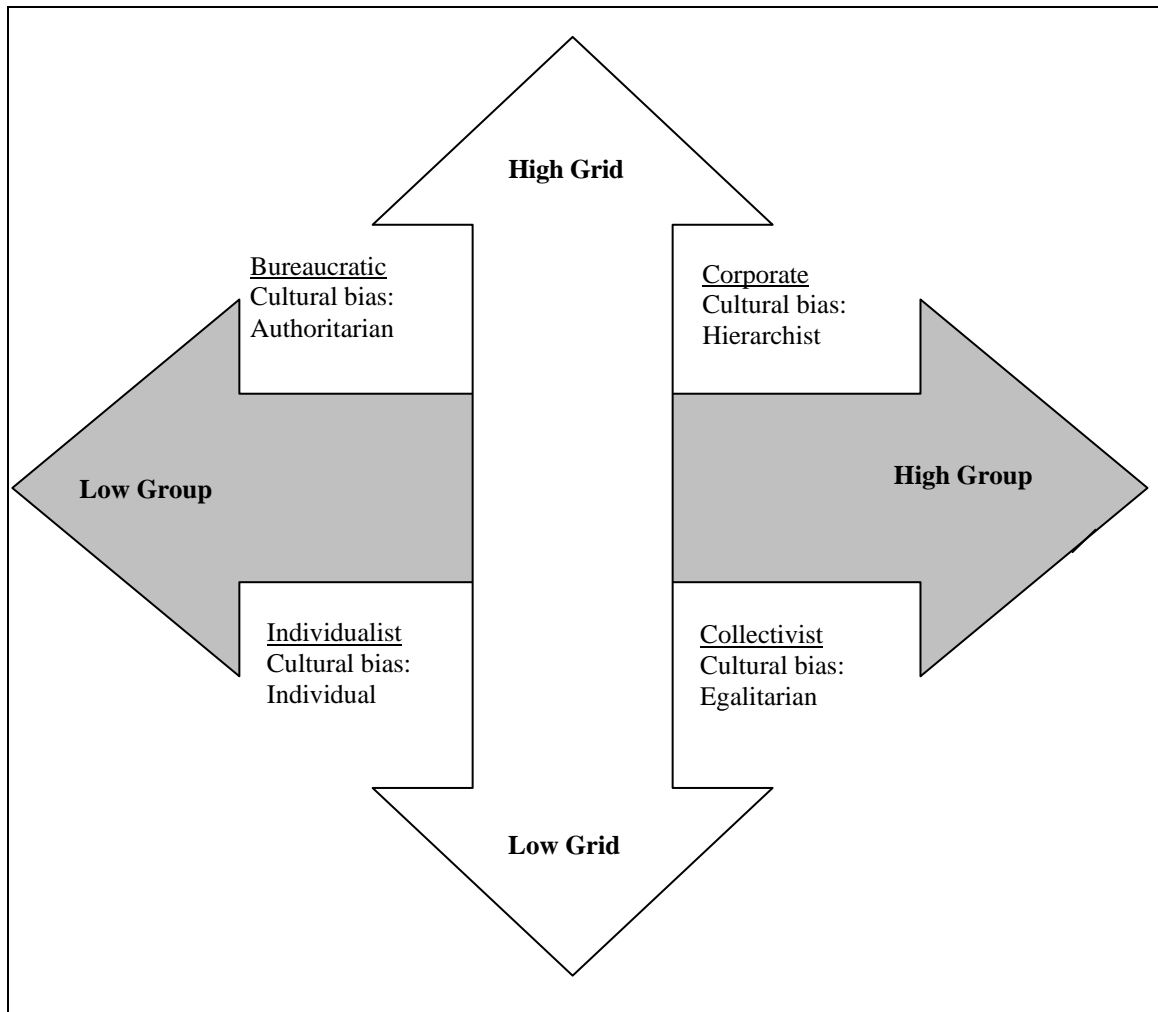 High Grid
Bureaucratic
Cultural bias:
Authoritarian
Corporate
Cultural bias:
Hierarchist
Low Group
High Group
Individualist
Cultural bias:
Individual
Collectivist
Cultural bias:
Egalitarian
Low Grid